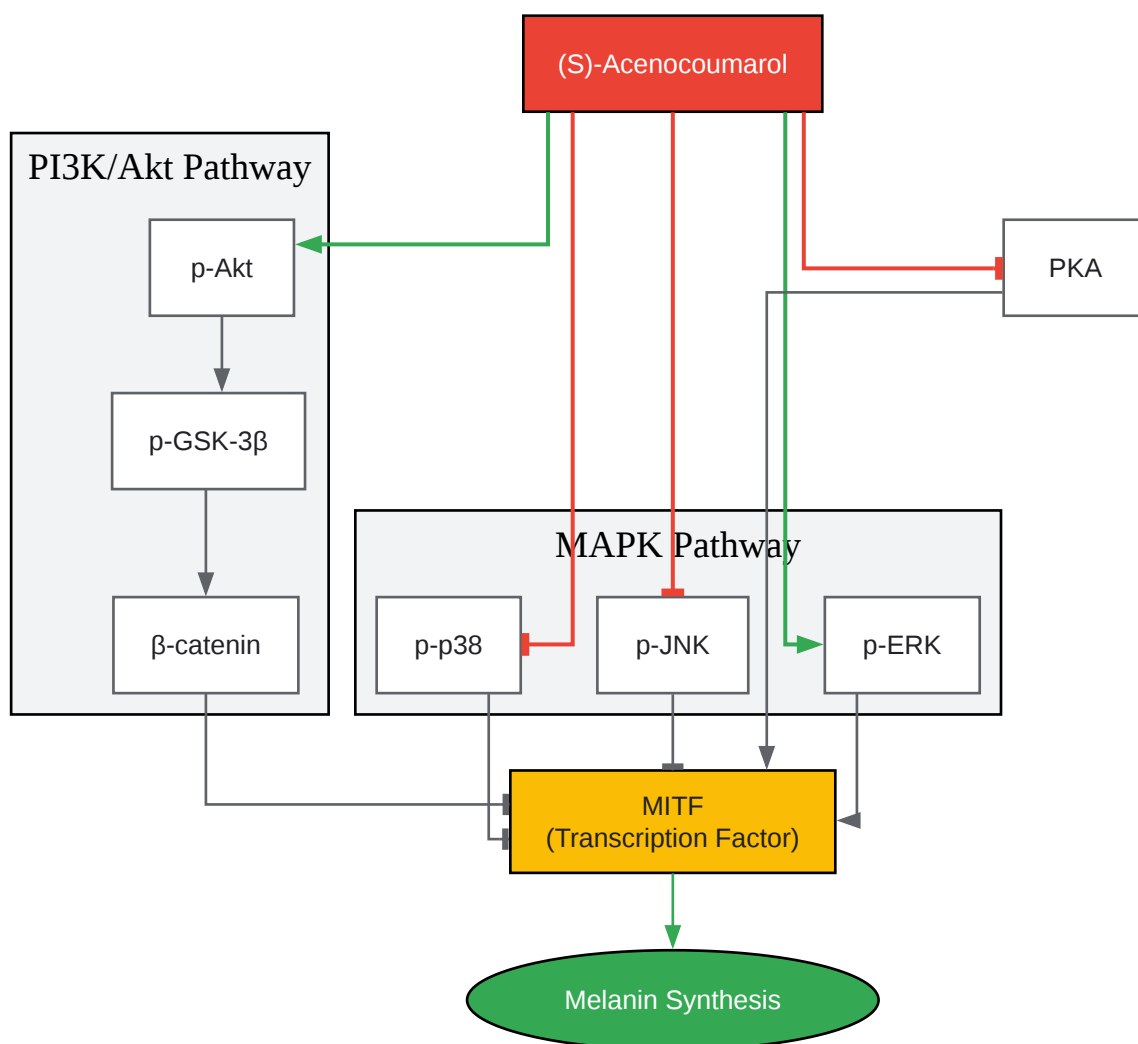 (S)-Acenocoumarol
PI3K/Akt Pathway
p-Akt
PKA
p-GSK-3β
MAPK Pathway
β-catenin
p-p38
p-JNK
p-ERK
MITF
(Transcription Factor)
Melanin Synthesis